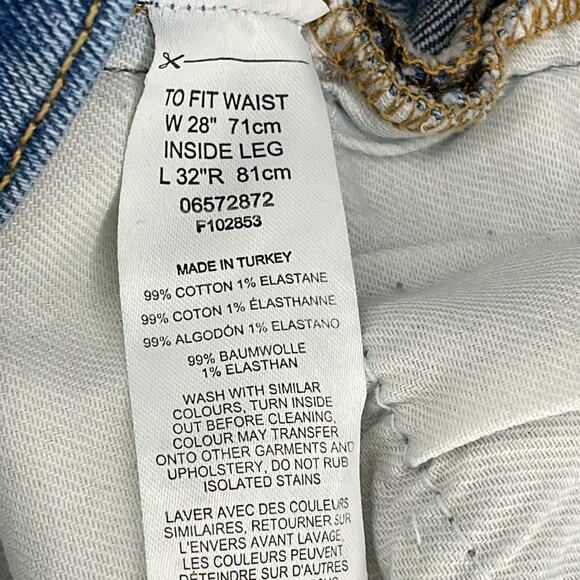 TO FIT WAIST
W 28" 71cm
INSIDE LEG
L 32"R 81cm
06572872
F102853
MADE IN TURKEY
99% COTTON 1% ELASTANE
99% COTON 1% ÉLASTHANNE
99% ALGODÓN 1% ELASTANO
99% BAUMWOLLE
1% ELASTHAN
WASH WITH SIMILAR
COLOURS, TURN INSIDE
OUT BEFORE CLEANING,
COLOUR MAY TRANSFER
ONTO OTHER GARMENTS AND
UPHOLSTERY, DO NOT RUB
ISOLATED STAINS
LAVER AVEC DES COULEURS
SIMILAIRES, RETOURNER SUR
L'ENVERS AVANT LAVAGE,
LES COULEURS PEUVENT
DÉTEINDRE SUR D'AUTRES